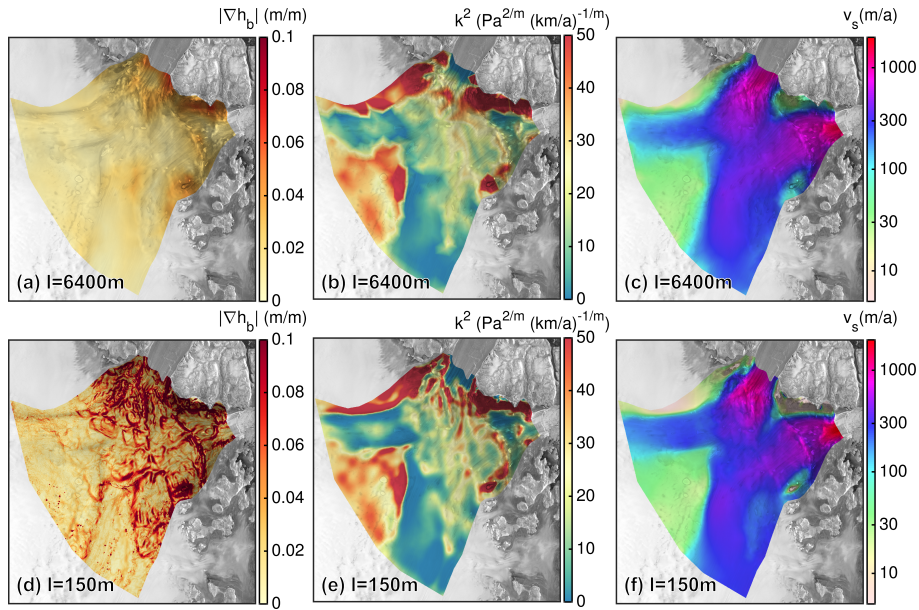 |∇h_b| (m/m)
0.1
0.08
0.06
0.04
0.02
0
(a) l=6400m
k² (Pa^{2/m} (km/a)^{-1/m})
50
40
30
20
10
0
(b) l=6400m
v_s(m/a)
1000
300
100
30
10
(c) l=6400m
|∇h_b| (m/m)
0.1
0.08
0.06
0.04
0.02
0
(d) l=150m
k² (Pa^{2/m} (km/a)^{-1/m})
50
40
30
20
10
0
(e) l=150m
v_s(m/a)
1000
300
100
30
10
(f) l=150m